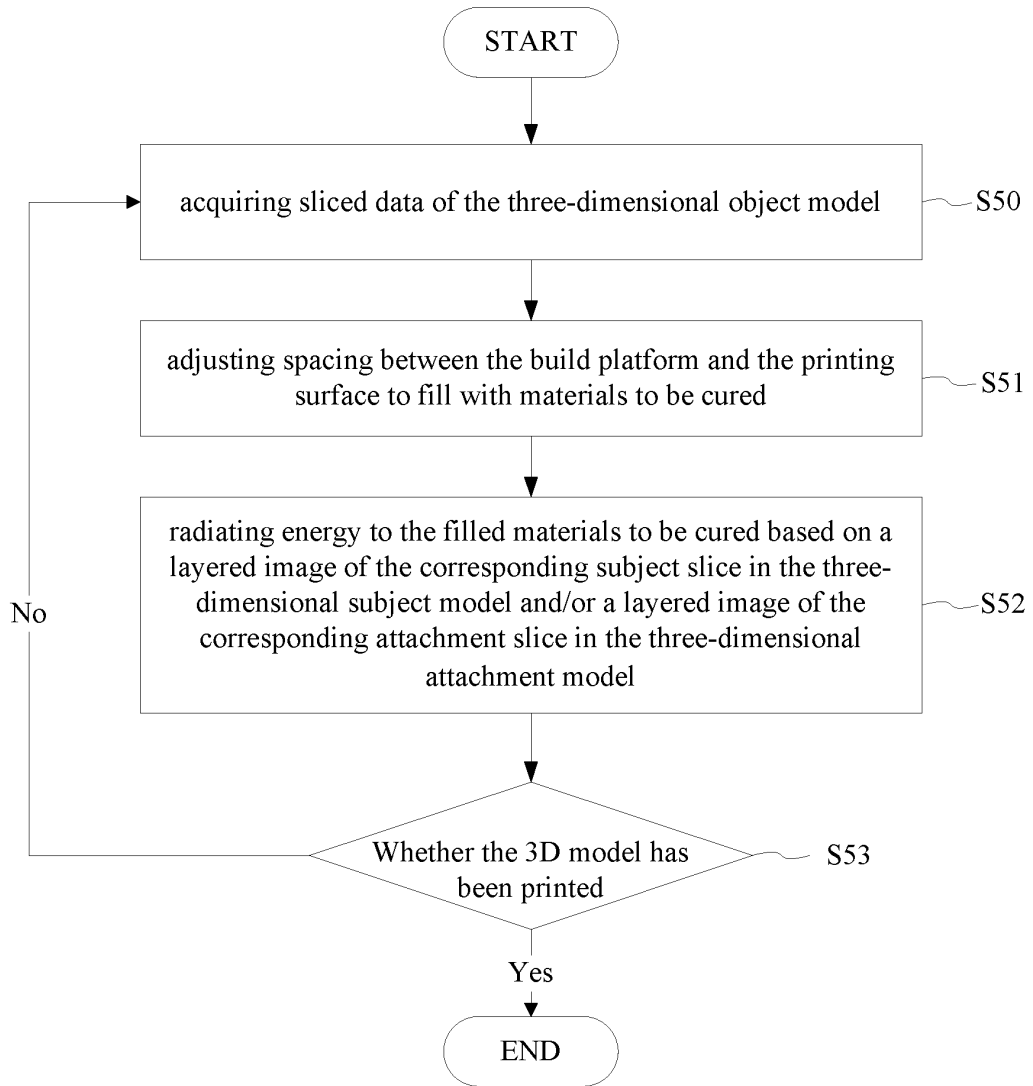 START
acquiring sliced data of the three-dimensional object model
S50
adjusting spacing between the build platform and the printing
surface to fill with materials to be cured
S51
radiating energy to the filled materials to be cured based on a
layered image of the corresponding subject slice in the three-
dimensional subject model and/or a layered image of the
corresponding attachment slice in the three-dimensional
attachment model
S52
No
Whether the 3D model has
been printed
S53
Yes
END